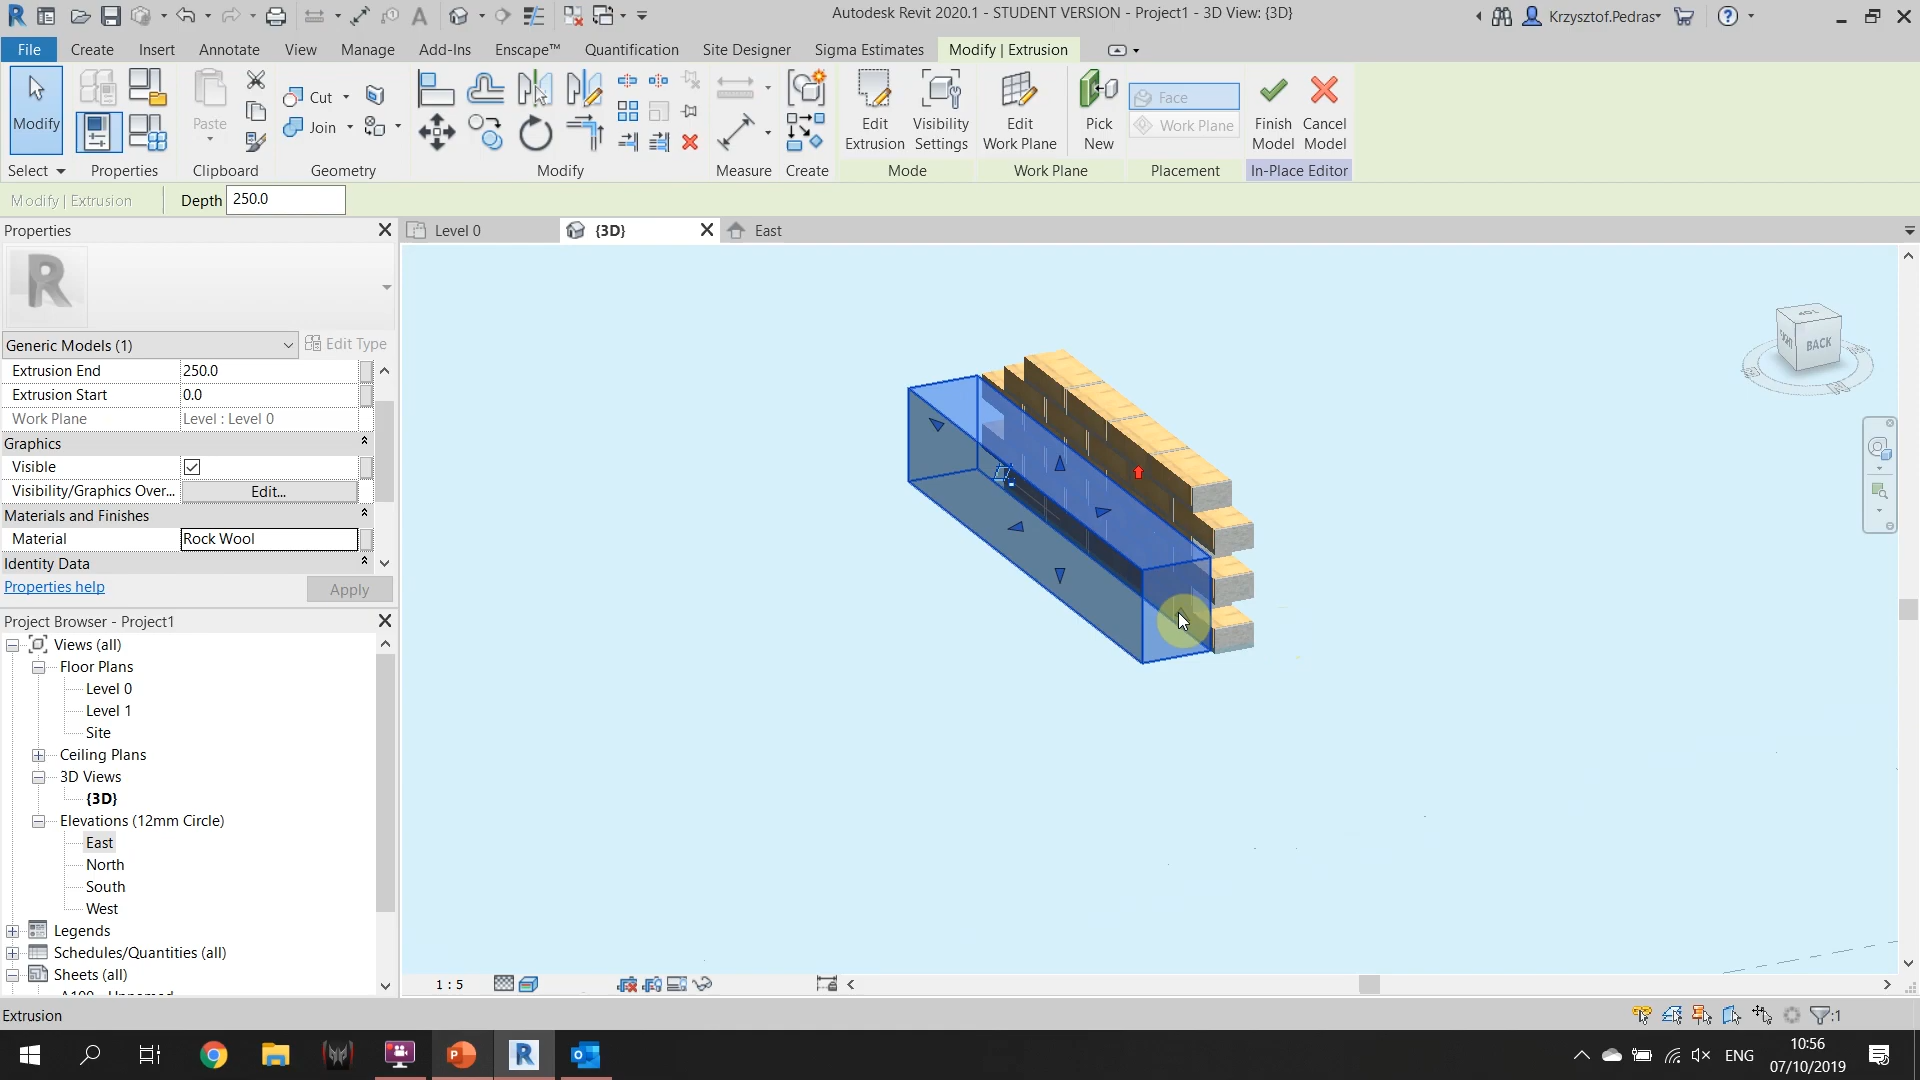 Autodesk Revit 2020.1 - STUDENT VERSION - Project1 - 3D View: {3D}
Krzysztof.Pedras
File Create Insert Annotate View Manage Add-Ins Enscape™ Quantification Site Designer Sigma Estimates Modify | Extrusion
Modify
Paste
Cut
Join
Edit Extrusion
Visibility Settings
Edit Work Plane
Pick New
Face
Work Plane
Finish Model
Cancel Model
Select Properties Clipboard Geometry Modify Measure Create Mode Work Plane Placement In-Place Editor
Modify | Extrusion Depth 250.0
Properties
Level 0 {3D} East
Generic Models (1) Edit Type
Extrusion End 250.0
Extrusion Start 0.0
Work Plane Level : Level 0
Graphics
Visible
Visibility/Graphics Over... Edit...
Materials and Finishes
Material Rock Wool
Identity Data
Properties help Apply
Project Browser - Project1
Views (all)
Floor Plans
Level 0
Level 1
Site
Ceiling Plans
3D Views
{3D}
Elevations (12mm Circle)
East
North
South
West
Legends
Schedules/Quantities (all)
Sheets (all)
BACK
1 : 5
Extrusion
:1
ENG
10:56
07/10/2019